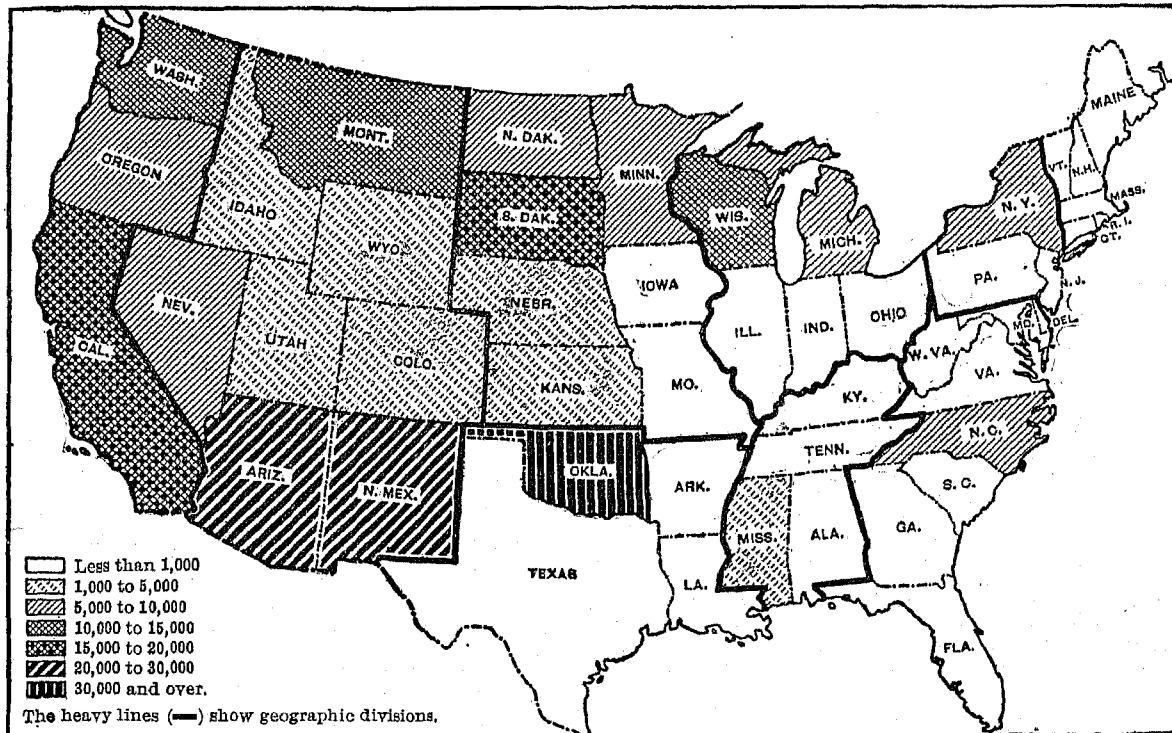 WASH.
MONT.
N. DAK.
MINN.
OREGON
IDAHO
WYO.
S. DAK.
WIS.
MICH.
N. Y.
MAINE
VT.
N.H.
MASS.
R. I.
CT.
NEV.
UTAH
COLO.
NEBR.
IOWA
ILL.
IND.
OHIO
PA.
N. J.
CAL.
KANS.
MO.
KY.
W. VA.
VA.
MD.
DEL.
ARIZ.
N. MEX.
OKLA.
ARK.
TENN.
N. C.
S. C.
TEXAS
LA.
MISS.
ALA.
GA.
FLA.
Less than 1,000
1,000 to 5,000
5,000 to 10,000
10,000 to 15,000
15,000 to 20,000
20,000 to 30,000
30,000 and over.
The heavy lines (━) show geographic divisions.